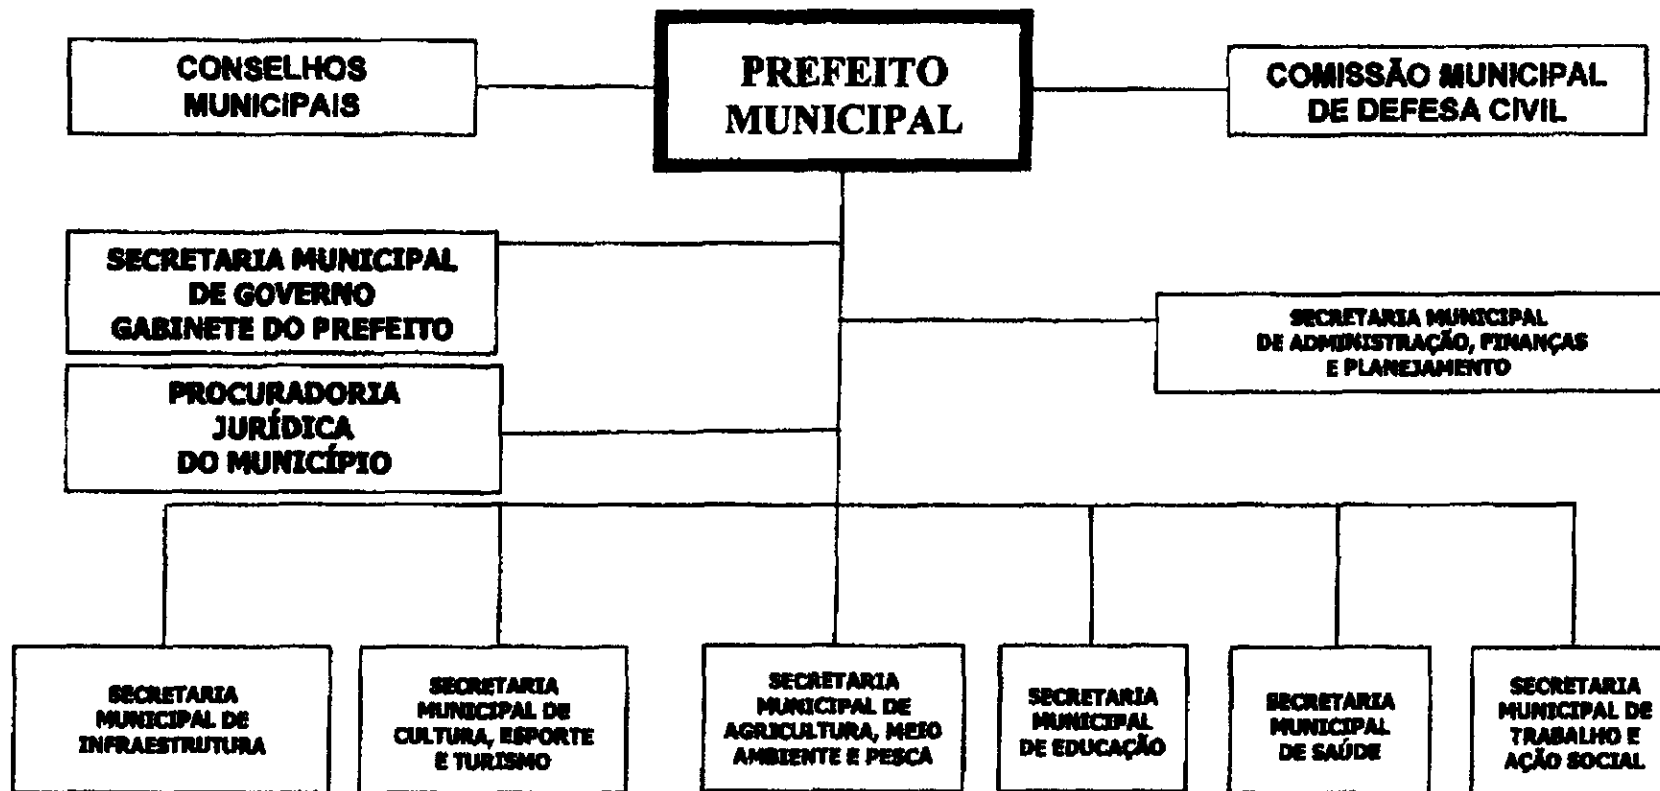 CONSELHOS
MUNICIPAIS
PREFEITO
MUNICIPAL
COMISSÃO MUNICIPAL
DE DEFESA CIVIL
SECRETARIA MUNICIPAL
DE GOVERNO
GABINETE DO PREFEITO
SECRETARIA MUNICIPAL
DE ADMINISTRAÇÃO, FINANÇAS
E PLANEJAMENTO
PROCURADORIA
JURÍDICA
DO MUNICÍPIO
SECRETARIA
MUNICIPAL DE
INFRAESTRUTURA
SECRETARIA
MUNICIPAL DE
CULTURA, ESPORTE
E TURISMO
SECRETARIA
MUNICIPAL DE
AGRICULTURA, MEIO
AMBIENTE E PESCA
SECRETARIA
MUNICIPAL
DE EDUCAÇÃO
SECRETARIA
MUNICIPAL
DE SAÚDE
SECRETARIA
MUNICIPAL DE
TRABALHO E
AÇÃO SOCIAL